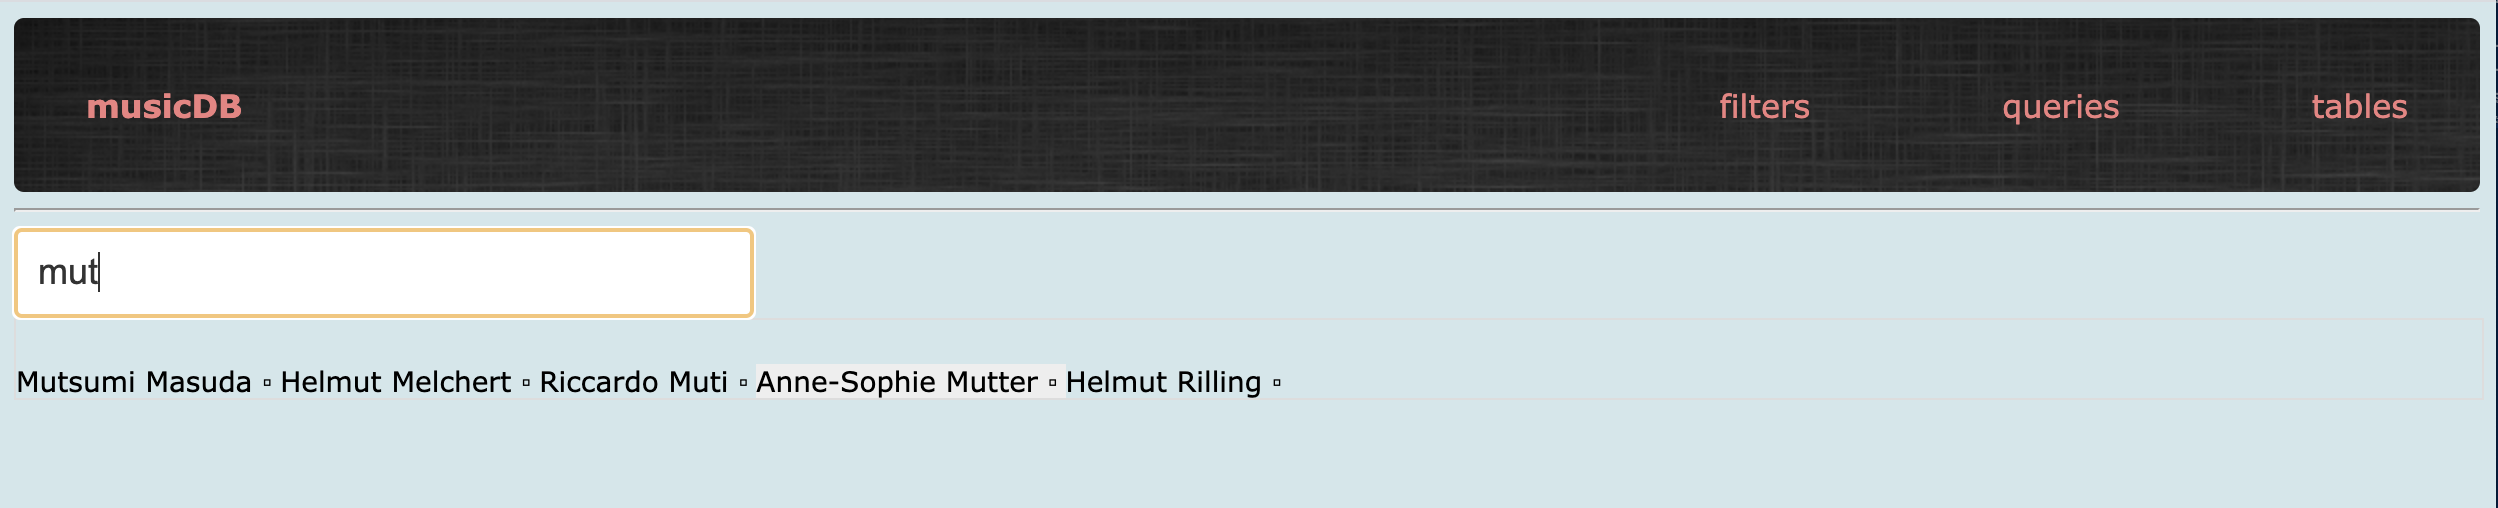 musicDB filters queries tables
mut
Mutsumi Masuda ▫ Helmut Melchert ▫ Riccardo Muti ▫ Anne-Sophie Mutter ▫ Helmut Rilling ▫